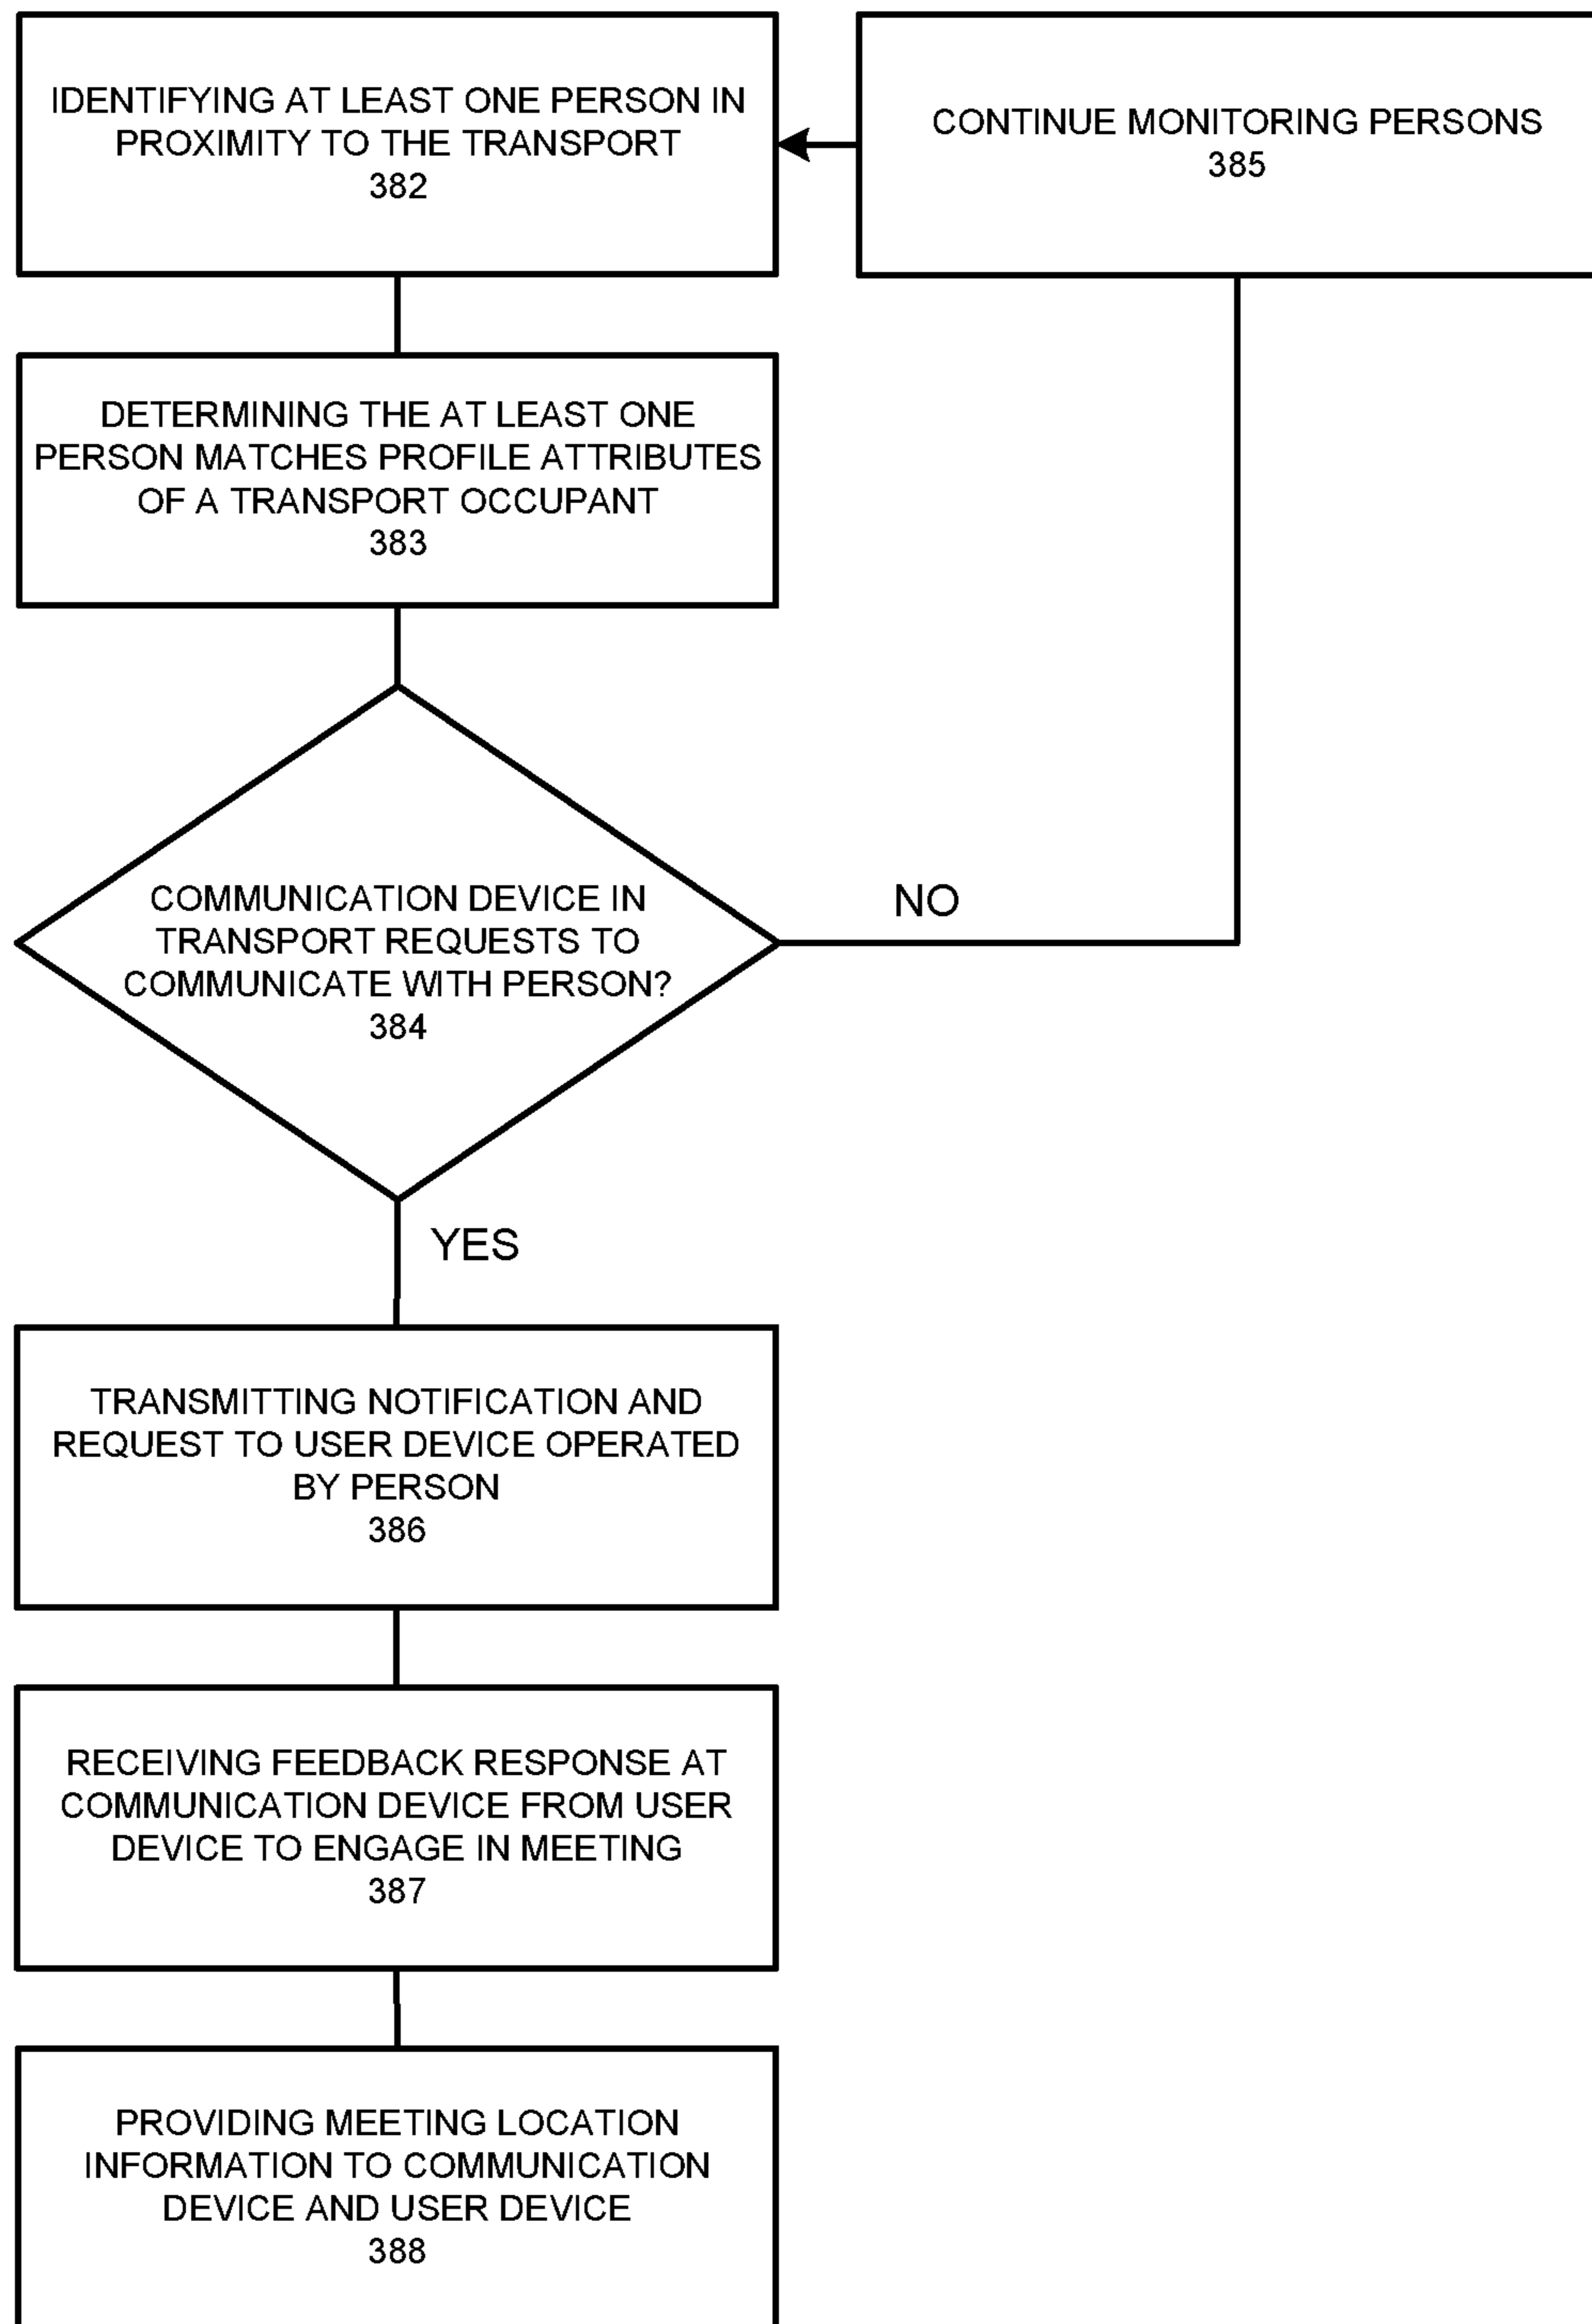 IDENTIFYING AT LEAST ONE PERSON IN
PROXIMITY TO THE TRANSPORT
382
CONTINUE MONITORING PERSONS
385
DETERMINING THE AT LEAST ONE
PERSON MATCHES PROFILE ATTRIBUTES
OF A TRANSPORT OCCUPANT
383
COMMUNICATION DEVICE IN
TRANSPORT REQUESTS TO
COMMUNICATE WITH PERSON?
384
NO
YES
TRANSMITTING NOTIFICATION AND
REQUEST TO USER DEVICE OPERATED
BY PERSON
386
RECEIVING FEEDBACK RESPONSE AT
COMMUNICATION DEVICE FROM USER
DEVICE TO ENGAGE IN MEETING
387
PROVIDING MEETING LOCATION
INFORMATION TO COMMUNICATION
DEVICE AND USER DEVICE
388